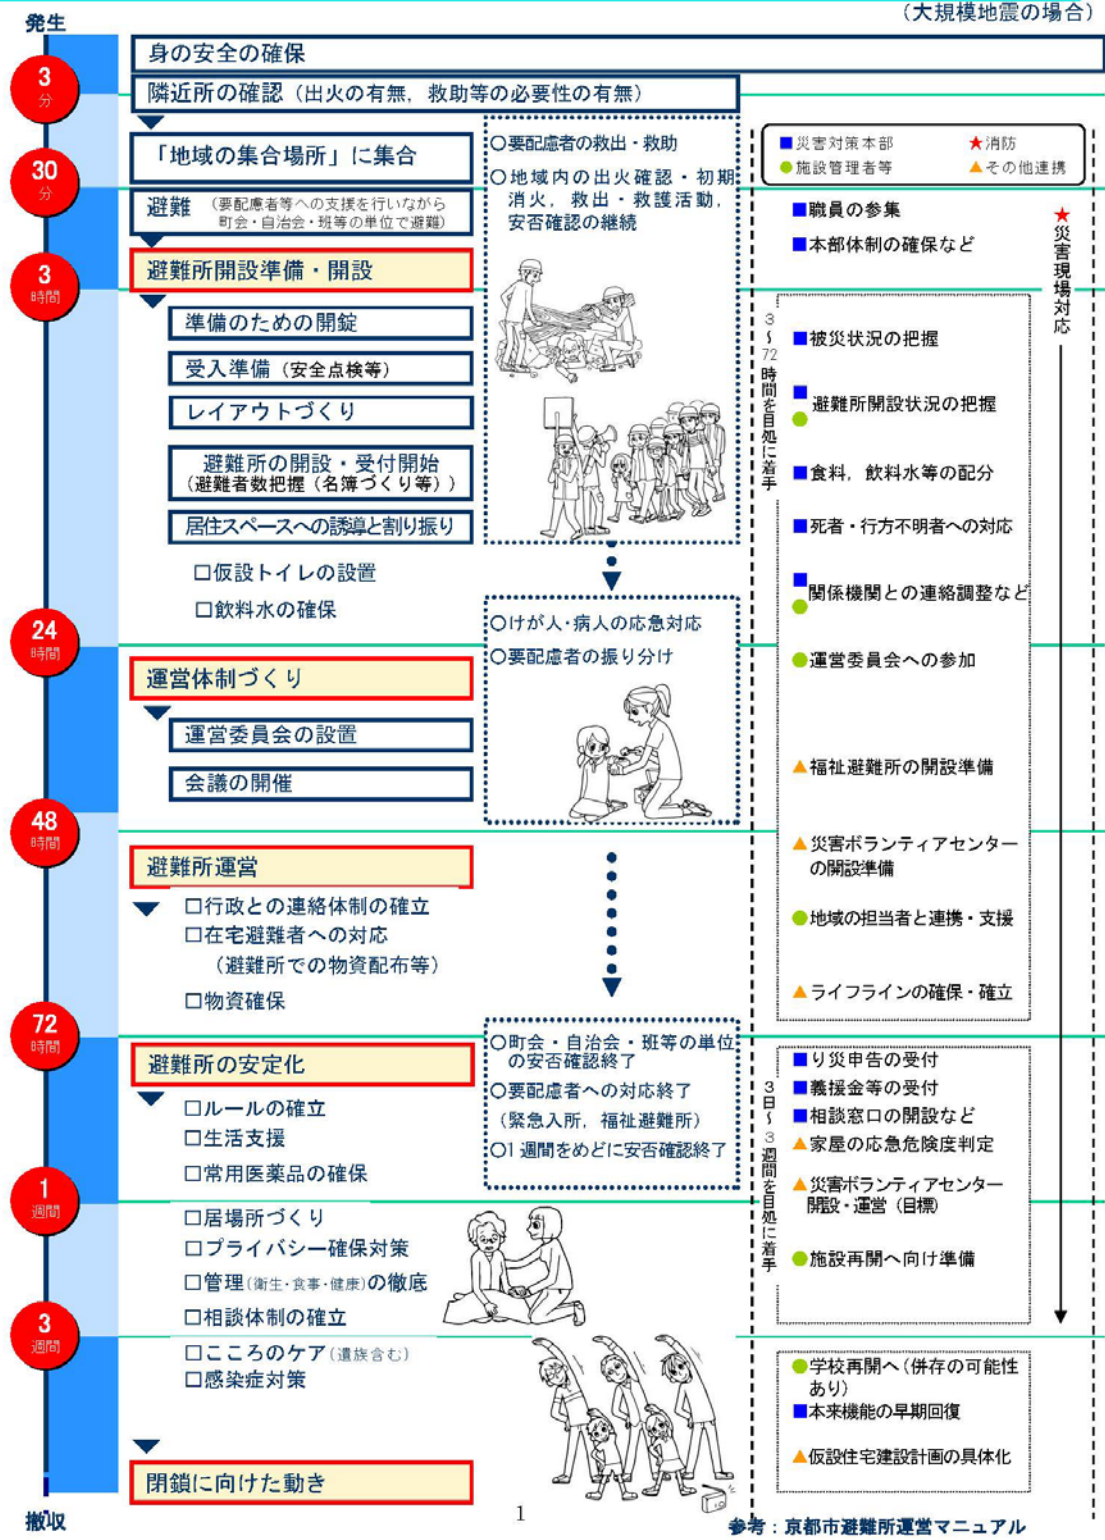 （大規模地震の場合）
発生
身の安全の確保
3
分
隣近所の確認（出火の有無，救助等の必要性の有無）
「地域の集合場所」に集合
30
分
避難（要配慮者等への支援を行いながら
町会・自治会・班等の単位で避難）
避難所開設準備・開設
3
時間
準備のための開錠
受入準備（安全点検等）
レイアウトづくり
避難所の開設・受付開始
（避難者数把握（名簿づくり等））
居住スペースへの誘導と割り振り
□仮設トイレの設置
□飲料水の確保
24
時間
運営体制づくり
運営委員会の設置
会議の開催
48
時間
避難所運営
□行政との連絡体制の確立
□在宅避難者への対応
（避難所での物資配布等）
□物資確保
72
時間
避難所の安定化
□ルールの確立
□生活支援
□常用医薬品の確保
1
週間
□居場所づくり
□プライバシー確保対策
□管理（衛生・食事・健康）の徹底
□相談体制の確立
3
週間
□こころのケア（遺族含む）
□感染症対策
閉鎖に向けた動き
撤収
○要配慮者の救出・救助
○地域内の出火確認・初期
消火，救出・救護活動，
安否確認の継続
○けが人・病人の応急対応
○要配慮者の振り分け
○町会・自治会・班等の単位
の安否確認終了
○要配慮者への対応終了
（緊急入所，福祉避難所）
○1週間をめどに安否確認終了
■災害対策本部 ★消防
●施設管理者等 ▲その他連携
■職員の参集
■本部体制の確保など
★災害現場対応
3～72時間を目処に着手
■被災状況の把握
■●避難所開設状況の把握
■食料，飲料水等の配分
■死者・行方不明者への対応
■●関係機関との連絡調整など
●運営委員会への参加
▲福祉避難所の開設準備
▲災害ボランティアセンター
の開設準備
●地域の担当者と連携・支援
▲ライフラインの確保・確立
3日～3週間を目処に着手
■り災申告の受付
■義援金等の受付
■相談窓口の開設など
▲家屋の応急危険度判定
▲災害ボランティアセンター
開設・運営（目標）
●施設再開へ向け準備
●学校再開へ（併存の可能性
あり）
■本来機能の早期回復
▲仮設住宅建設計画の具体化
1
参考：京都市避難所運営マニュアル